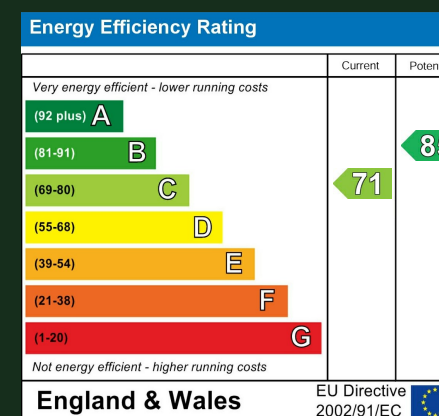 Energy Efficiency Rating
Current
Very energy efficient - lower running costs
(92 plus) A
(81-91) B
(69-80) C
71
(55-68) D
(39-54) E
(21-38) F
(1-20) G
Not energy efficient - higher running costs
England & Wales
EU Directive
2002/91/EC